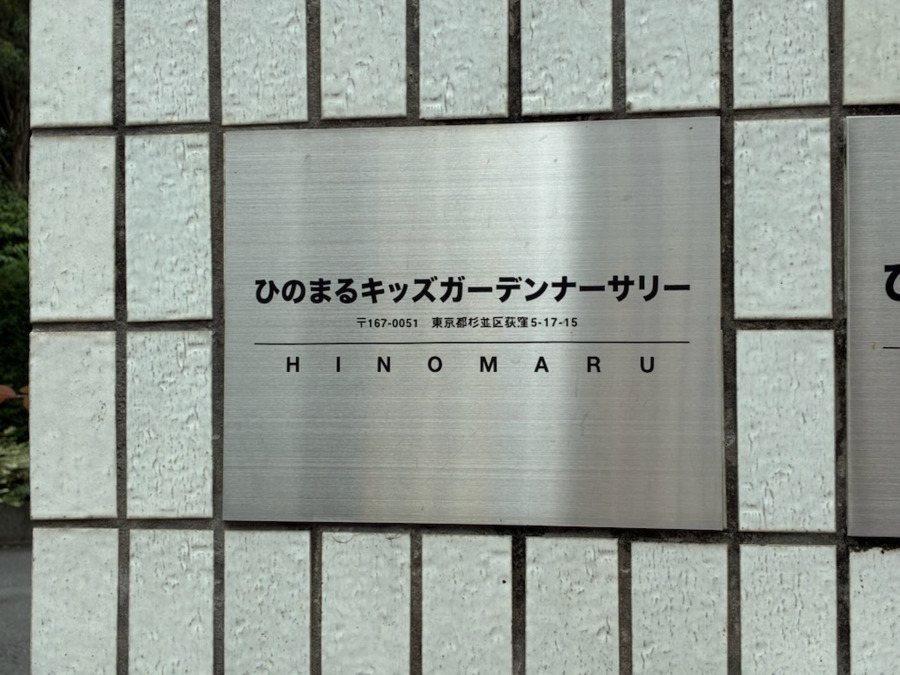 ひのまるキッズガーデンナーサリー
〒167-0051 東京都杉並区荻窪5-17-15
HINOMARU
ひ